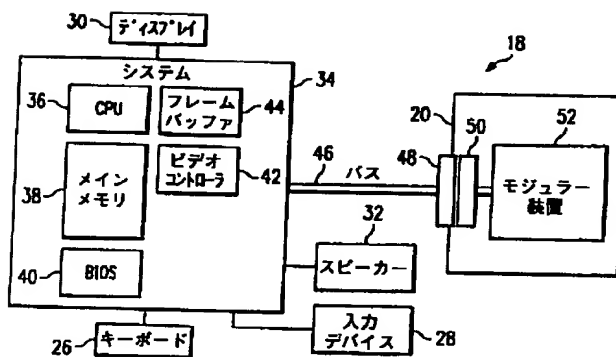 30
ディスプレイ
18
システム
34
36
CPU
フレーム
バッファ
44
38
メイン
メモリ
ビデオ
コントローラ
42
40
BIOS
46
バス
48
20
50
52
モジュラー
装置
32
スピーカー
26
キーボード
入力
デバイス
28